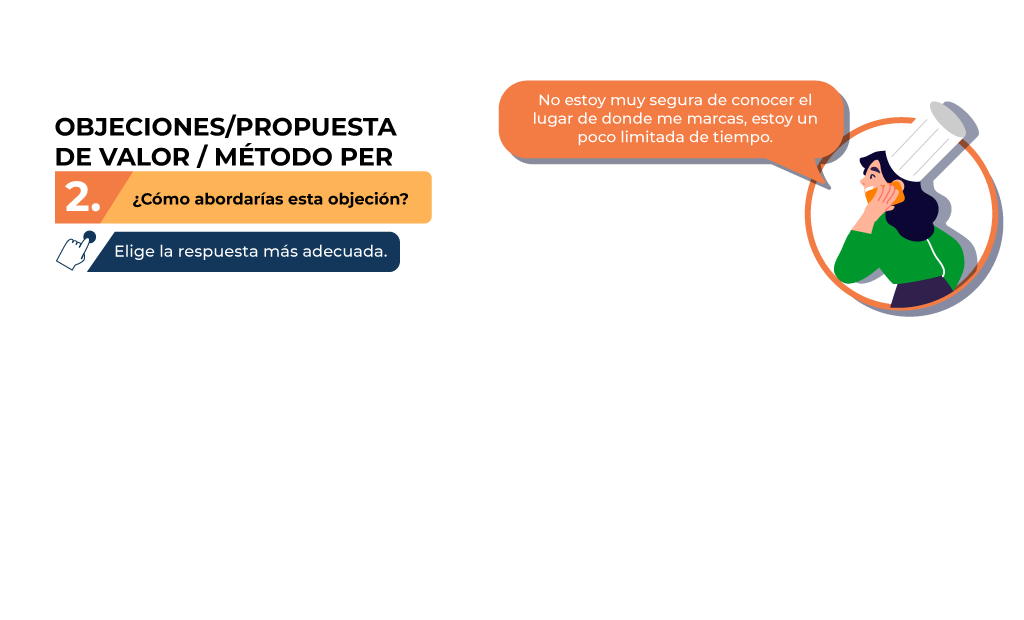 OBJECIONES/PROPUESTA
DE VALOR / MÉTODO PER
2.
¿Cómo abordarías esta objeción?
Elige la respuesta más adecuada.
No estoy muy segura de conocer el
lugar de donde me marcas, estoy un
poco limitada de tiempo.